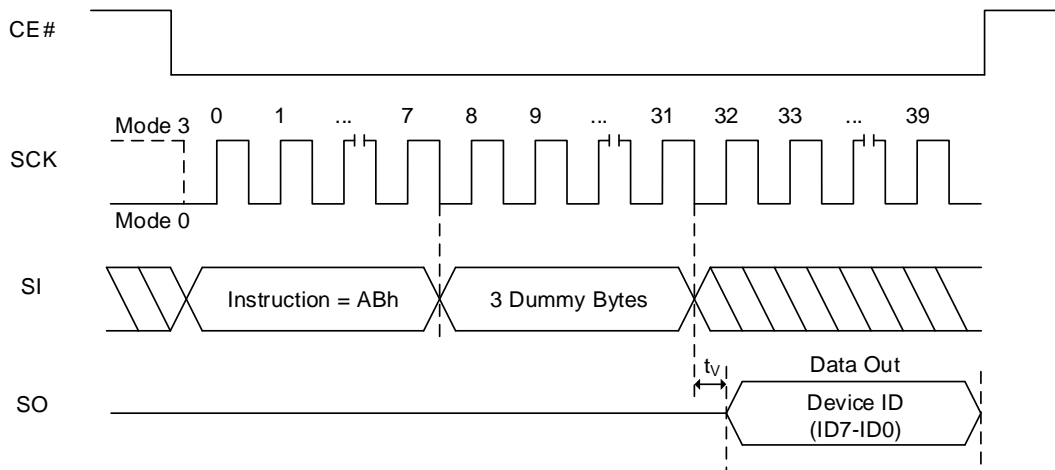 CE#
0 1 ... 7 8 9 ... 31 32 33 ... 39
Mode 3
SCK
Mode 0
SI
Instruction = ABh
3 Dummy Bytes
tV
Data Out
SO
Device ID
(ID7-ID0)